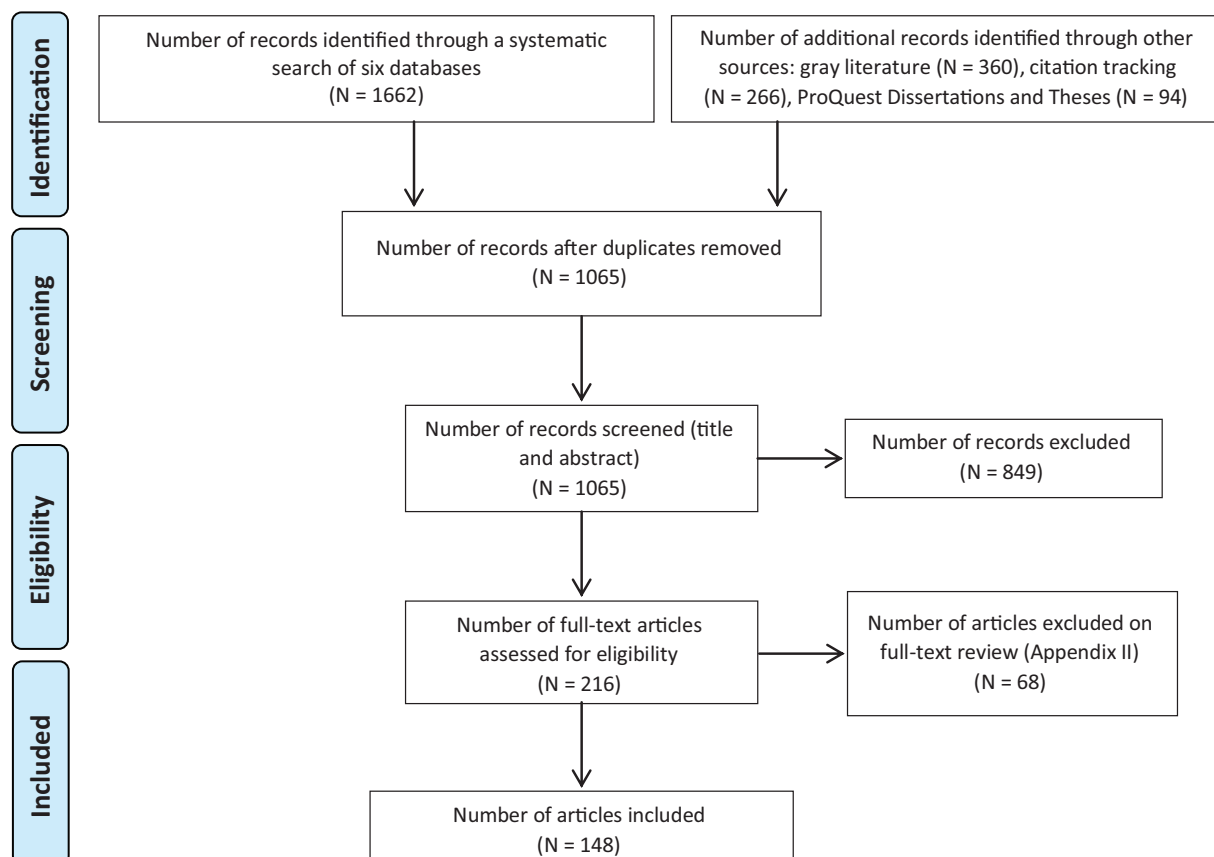 Identification
Number of records identified through a systematic
search of six databases
(N = 1662)
Number of additional records identified through other
sources: gray literature (N = 360), citation tracking
(N = 266), ProQuest Dissertations and Theses (N = 94)
Number of records after duplicates removed
(N = 1065)
Screening
Number of records screened (title
and abstract)
(N = 1065)
Number of records excluded
(N = 849)
Eligibility
Number of full-text articles
assessed for eligibility
(N = 216)
Number of articles excluded on
full-text review (Appendix II)
(N = 68)
Included
Number of articles included
(N = 148)